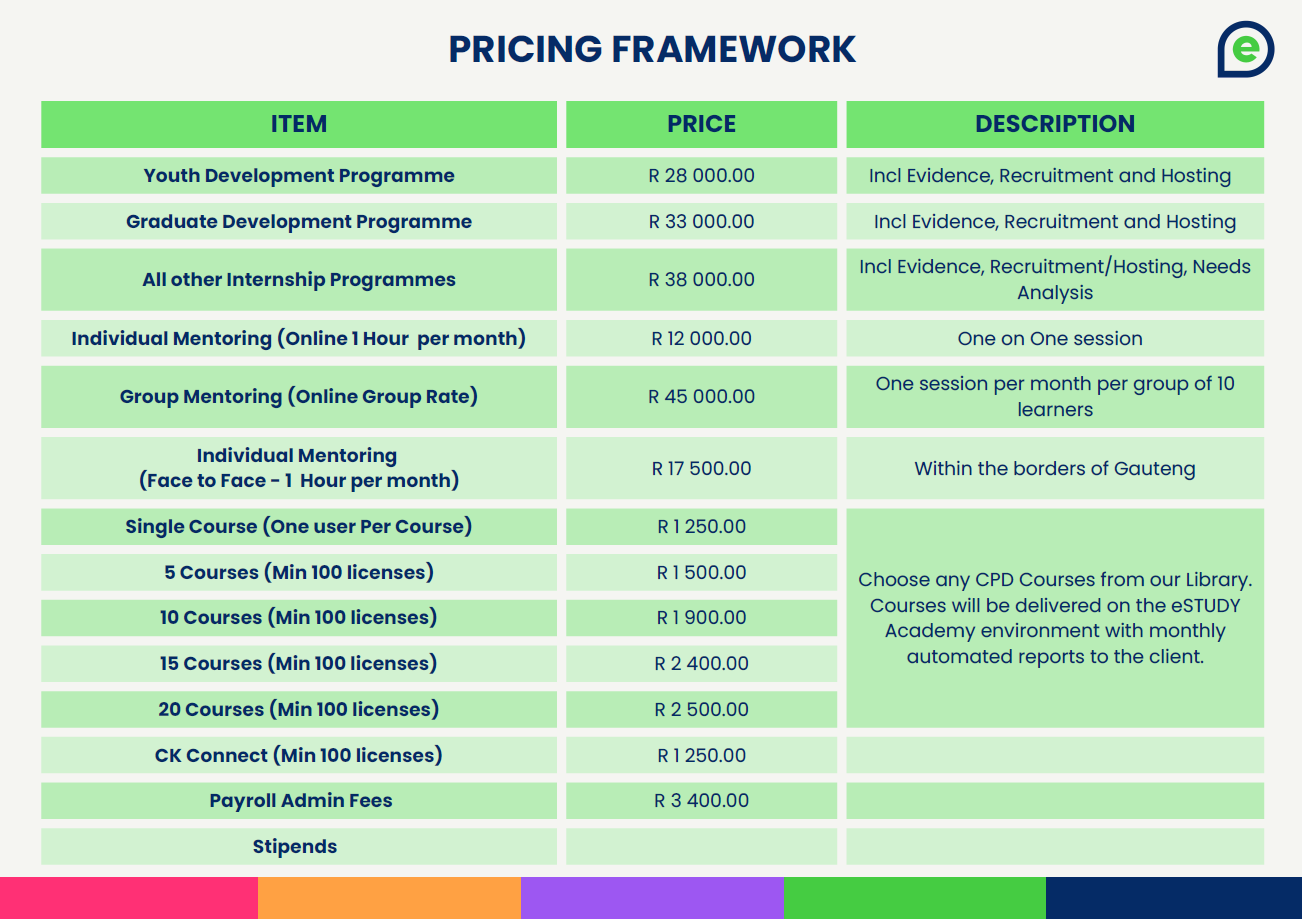 PRICING FRAMEWORK
e
ITEM PRICE DESCRIPTION
Youth Development Programme R 28 000.00 Incl Evidence, Recruitment and Hosting
Graduate Development Programme R 33 000.00 Incl Evidence, Recruitment and Hosting
All other Internship Programmes R 38 000.00 Incl Evidence, Recruitment/Hosting, Needs
Analysis
Individual Mentoring (Online 1 Hour per month) R 12 000.00 One on One session
Group Mentoring (Online Group Rate) R 45 000.00 One session per month per group of 10
learners
Individual Mentoring
(Face to Face - 1 Hour per month) R 17 500.00 Within the borders of Gauteng
Single Course (One user Per Course) R 1 250.00
5 Courses (Min 100 licenses) R 1 500.00
10 Courses (Min 100 licenses) R 1 900.00
15 Courses (Min 100 licenses) R 2 400.00
20 Courses (Min 100 licenses) R 2 500.00
Choose any CPD Courses from our Library.
Courses will be delivered on the eSTUDY
Academy environment with monthly
automated reports to the client.
CK Connect (Min 100 licenses) R 1 250.00
Payroll Admin Fees R 3 400.00
Stipends